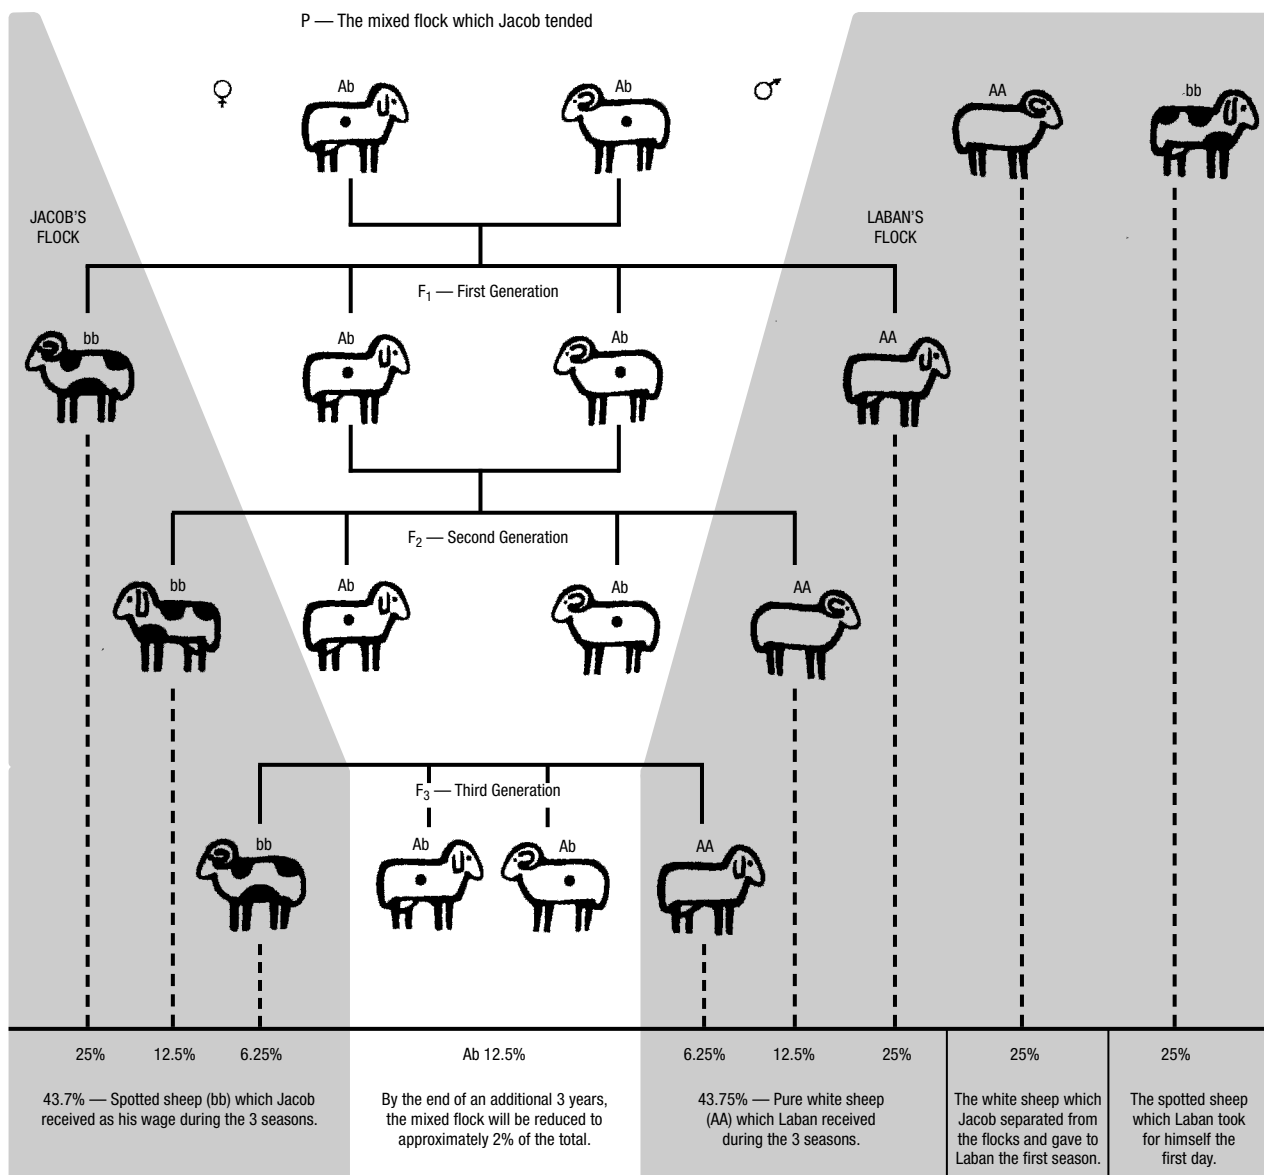 P — The mixed flock which Jacob tended
♀
Ab
Ab
♂
AA
bb
JACOB'S
FLOCK
LABAN'S
FLOCK
F₁ — First Generation
bb
Ab
Ab
AA
F₂ — Second Generation
bb
Ab
Ab
AA
F₃ — Third Generation
bb
Ab
Ab
AA
25%
12.5%
6.25%
Ab 12.5%
6.25%
12.5%
25%
25%
25%
43.7% — Spotted sheep (bb) which Jacob
received as his wage during the 3 seasons.
By the end of an additional 3 years,
the mixed flock will be reduced to
approximately 2% of the total.
43.75% — Pure white sheep
(AA) which Laban received
during the 3 seasons.
The white sheep which
Jacob separated from
the flocks and gave to
Laban the first season.
The spotted sheep
which Laban took
for himself the
first day.